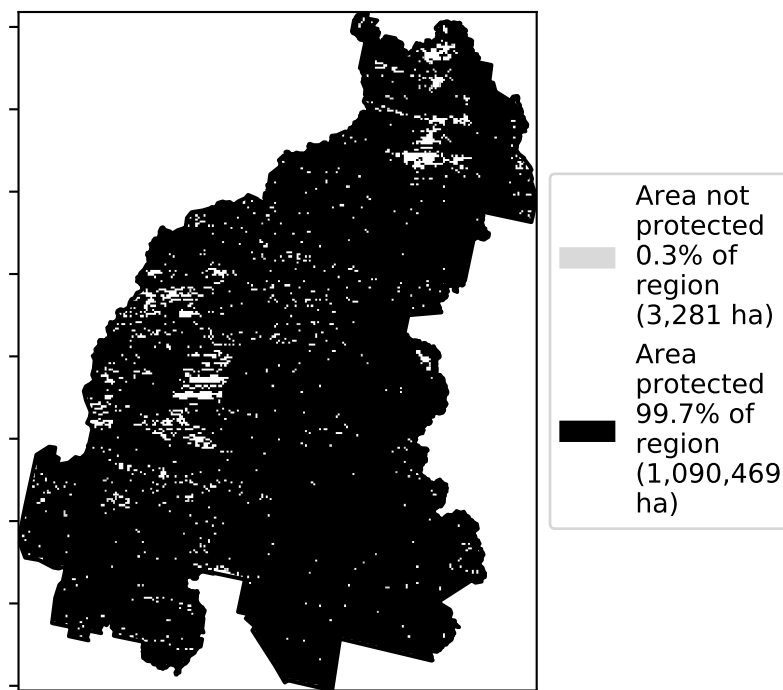 Area not
protected
0.3% of
region
(3,281 ha)
Area
protected
99.7% of
region
(1,090,469
ha)